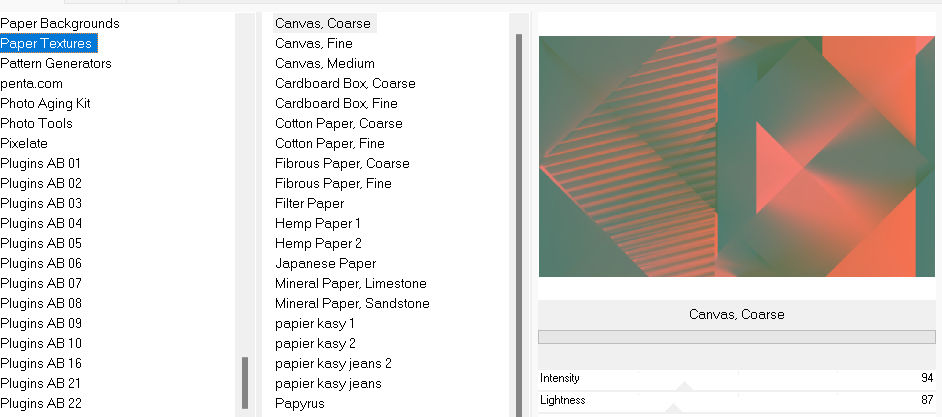 Paper Backgrounds
Paper Textures
Pattern Generators
penta.com
Photo Aging Kit
Photo Tools
Pixelate
Plugins AB 01
Plugins AB 02
Plugins AB 03
Plugins AB 04
Plugins AB 05
Plugins AB 06
Plugins AB 07
Plugins AB 08
Plugins AB 09
Plugins AB 10
Plugins AB 16
Plugins AB 21
Plugins AB 22
Canvas, Coarse
Canvas, Fine
Canvas, Medium
Cardboard Box, Coarse
Cardboard Box, Fine
Cotton Paper, Coarse
Cotton Paper, Fine
Fibrous Paper, Coarse
Fibrous Paper, Fine
Filter Paper
Hemp Paper 1
Hemp Paper 2
Japanese Paper
Mineral Paper, Limestone
Mineral Paper, Sandstone
papier kasy 1
papier kasy 2
papier kasy jeans 2
papier kasy jeans
Papyrus
Canvas, Coarse
Intensity 94
Lightness 87